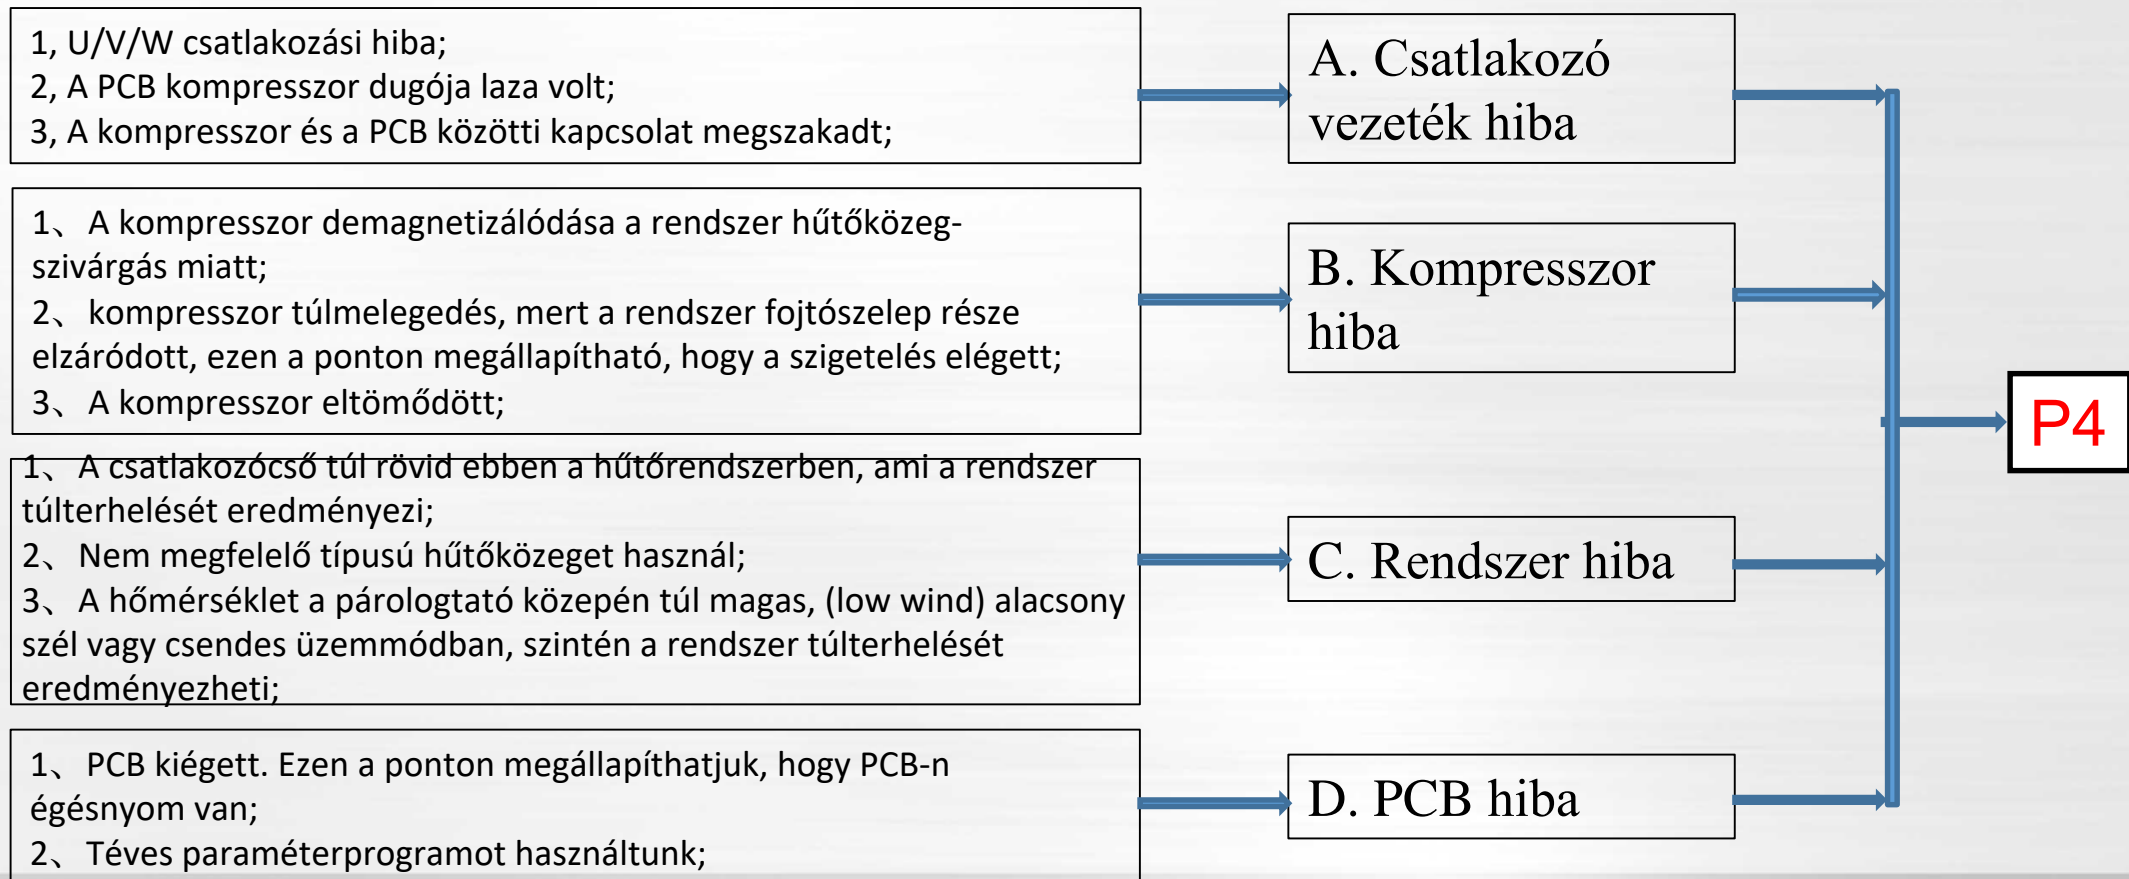 1, U/V/W csatlakozási hiba;
2, A PCB kompresszor dugója laza volt;
3, A kompresszor és a PCB közötti kapcsolat megszakadt;
A. Csatlakozó
vezeték hiba
1、 A kompresszor demagnetizálódása a rendszer hűtőközeg-
szivárgás miatt;
2、 kompresszor túlmelegedés, mert a rendszer fojtószelep része
elzáródott, ezen a ponton megállapítható, hogy a szigetelés elégett;
3、 A kompresszor eltömődött;
B. Kompresszor
hiba
P4
1、 A csatlakozócső túl rövid ebben a hűtőrendszerben, ami a rendszer
túlterhelését eredményezi;
2、 Nem megfelelő típusú hűtőközeget használ;
3、 A hőmérséklet a párologtató közepén túl magas, (low wind) alacsony
szél vagy csendes üzemmódban, szintén a rendszer túlterhelését
eredményezheti;
C. Rendszer hiba
1、 PCB kiégett. Ezen a ponton megállapíthatjuk, hogy PCB-n
égésnyom van;
2、 Téves paraméterprogramot használtunk;
D. PCB hiba